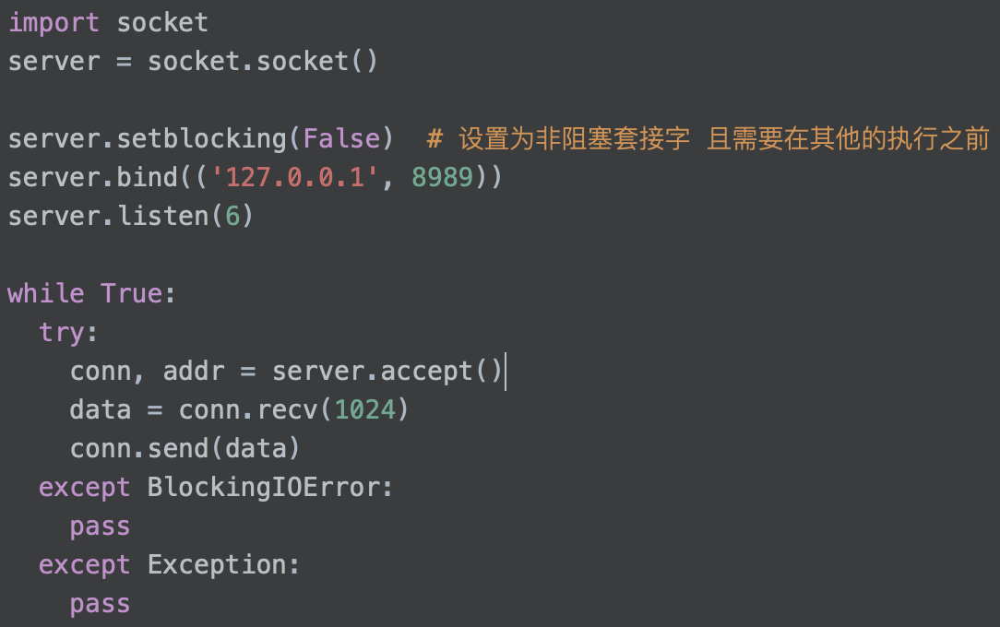 import socket
server = socket.socket()
server.setblocking(False)  # 设置为非阻塞套接字 且需要在其他的执行之前
server.bind(('127.0.0.1', 8989))
server.listen(6)
while True:
  try:
    conn, addr = server.accept()
    data = conn.recv(1024)
    conn.send(data)
  except BlockingIOError:
    pass
  except Exception:
    pass